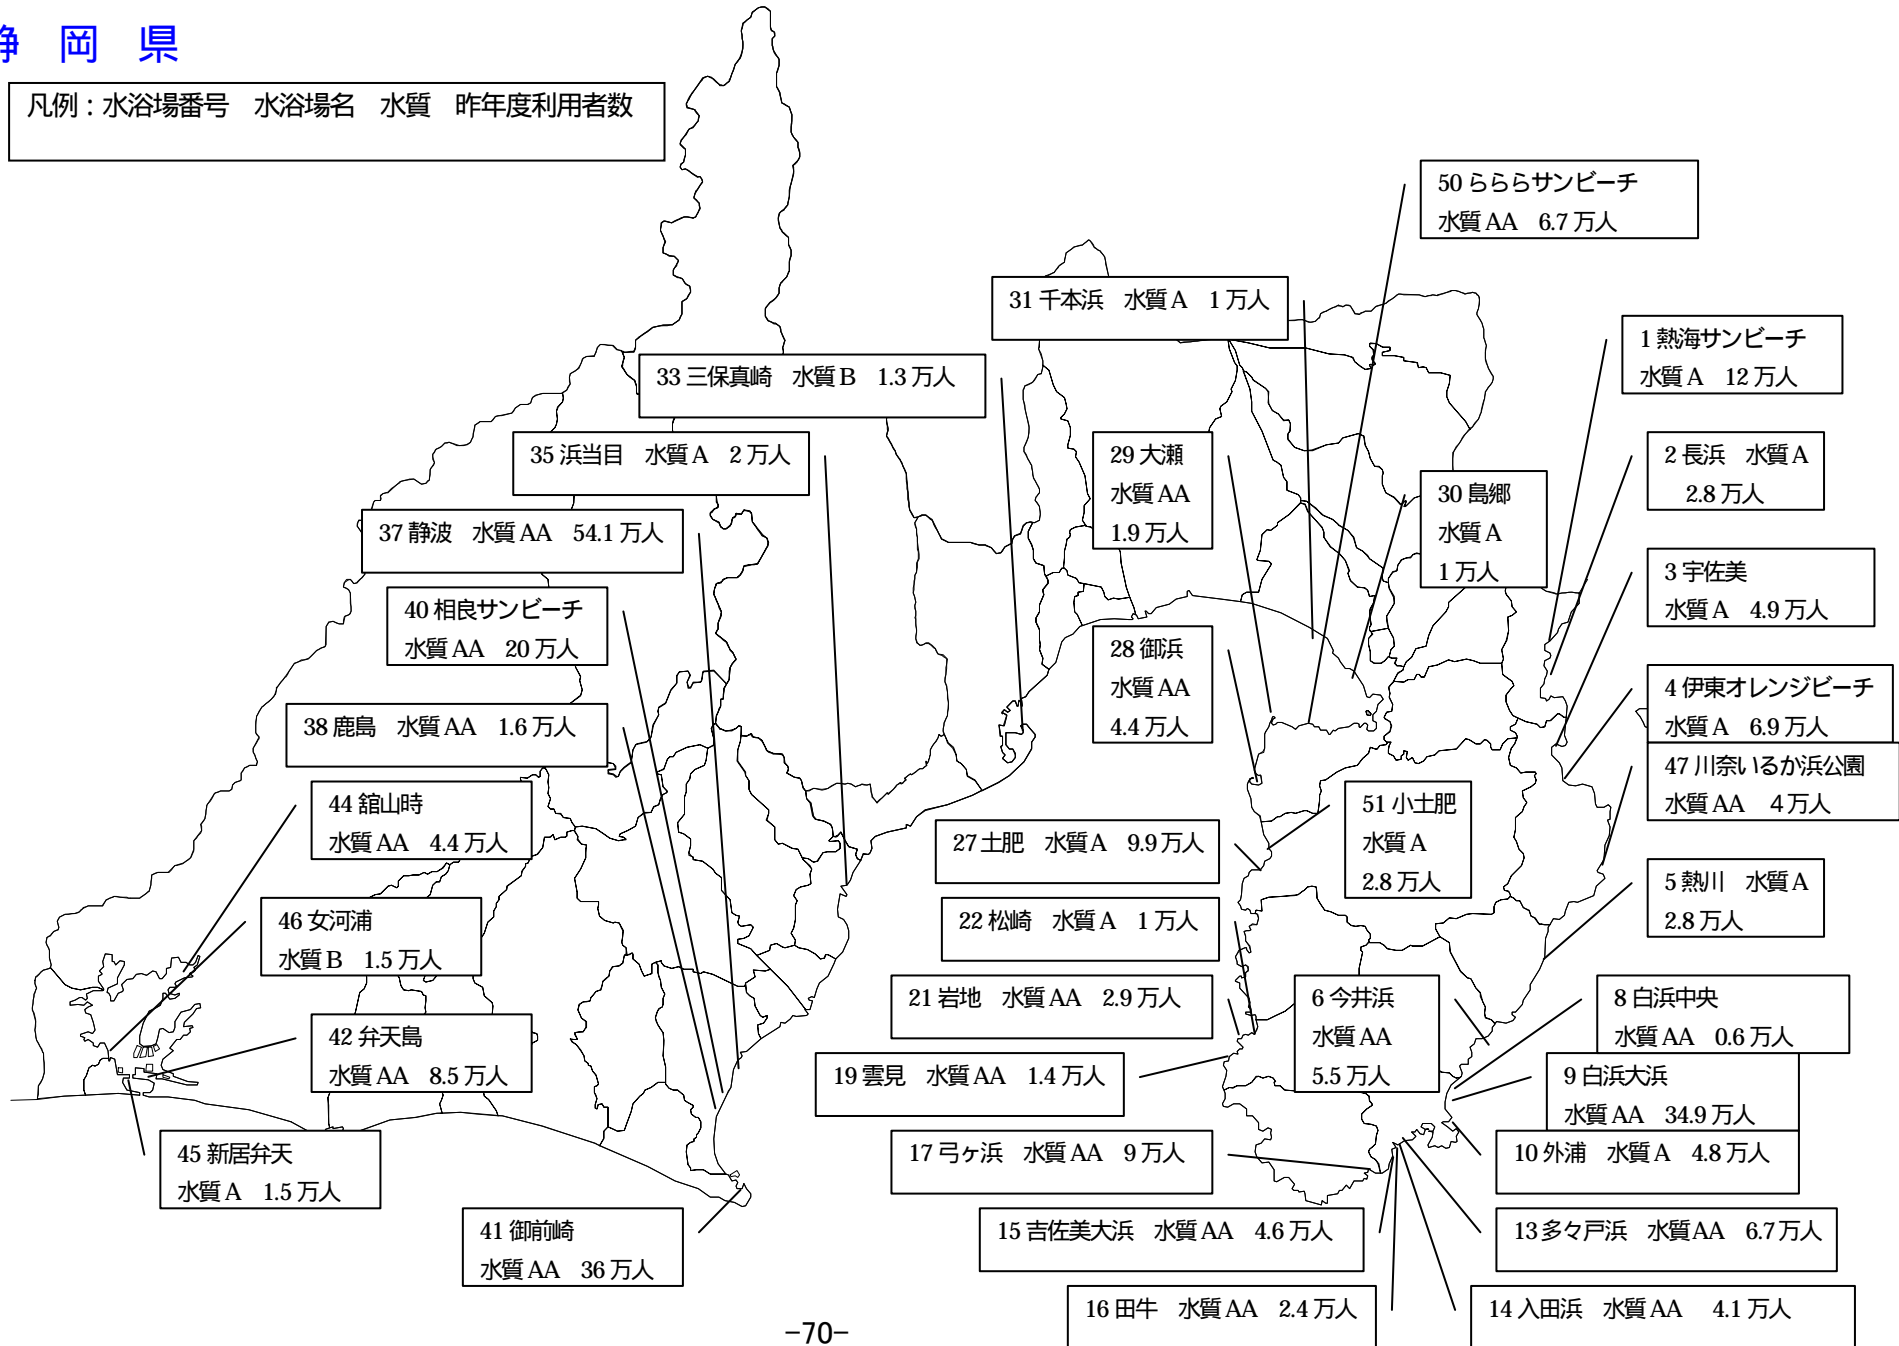 静 岡 県
凡例：水浴場番号 水浴場名 水質 昨年度利用者数
50 らららサンビーチ
水質 AA 6.7 万人
31 千本浜 水質 A 1 万人
1 熱海サンビーチ
水質 A 12 万人
33 三保真崎 水質 B 1.3 万人
35 浜当目 水質 A 2 万人
29 大瀬
水質 AA
1.9 万人
2 長浜 水質 A
2.8 万人
30 島郷
水質 A
1 万人
37 静波 水質 AA 54.1 万人
3 宇佐美
水質 A 4.9 万人
40 相良サンビーチ
水質 AA 20 万人
28 御浜
水質 AA
4.4 万人
4 伊東オレンジビーチ
水質 A 6.9 万人
38 鹿島 水質 AA 1.6 万人
47 川奈いるか浜公園
水質 AA 4 万人
44 舘山時
水質 AA 4.4 万人
51 小土肥
水質 A
2.8 万人
27 土肥 水質 A 9.9 万人
5 熱川 水質 A
2.8 万人
46 女河浦
水質 B 1.5 万人
22 松崎 水質 A 1 万人
21 岩地 水質 AA 2.9 万人
6 今井浜
水質 AA
5.5 万人
8 白浜中央
水質 AA 0.6 万人
42 弁天島
水質 AA 8.5 万人
19 雲見 水質 AA 1.4 万人
9 白浜大浜
水質 AA 34.9 万人
45 新居弁天
水質 A 1.5 万人
17 弓ヶ浜 水質 AA 9 万人
10 外浦 水質 A 4.8 万人
41 御前崎
水質 AA 36 万人
15 吉佐美大浜 水質 AA 4.6 万人
13 多々戸浜 水質 AA 6.7 万人
16 田牛 水質 AA 2.4 万人
14 入田浜 水質 AA 4.1 万人
-70-